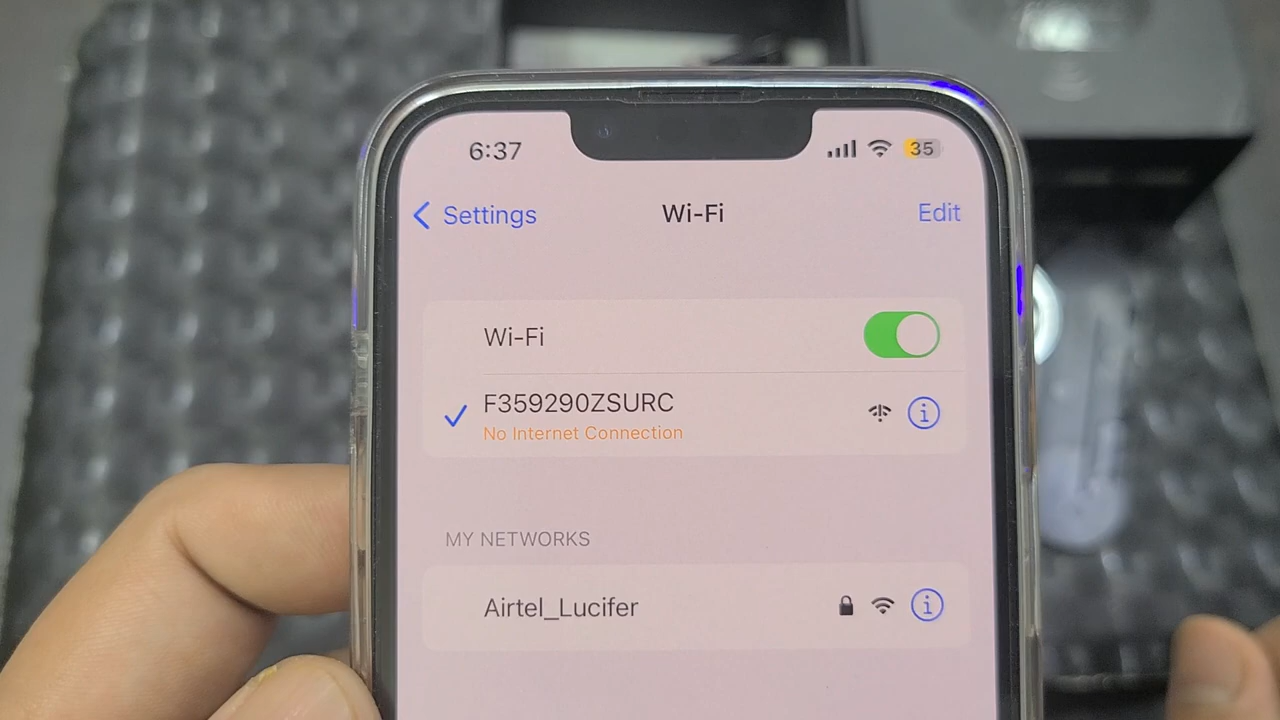 6:37
35
Settings
Wi-Fi
Edit
Wi-Fi
F359290ZSURC
No Internet Connection
MY NETWORKS
Airtel_Lucifer